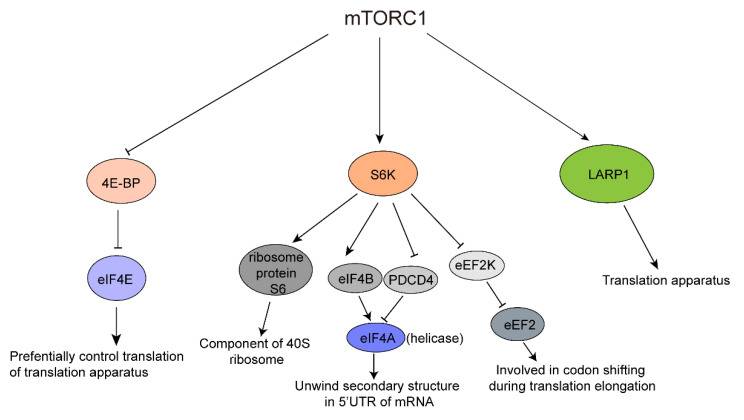 mTORC1
4E-BP
S6K
LARP1
eIF4E
ribosome
protein
S6
eIF4B
PDCD4
eEF2K
Translation apparatus
eIF4A
(helicase)
eEF2
Prefentially control translation
of translation apparatus
Component of 40S
ribosome
Unwind secondary structure
in 5'UTR of mRNA
Involved in codon shifting
during translation elongation